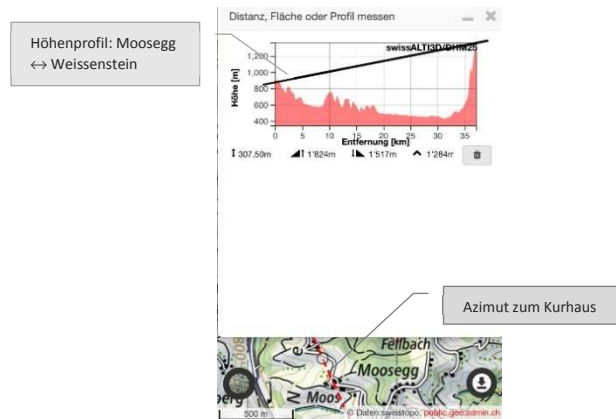 Distanz, Fläche oder Profil messen
Höhenprofil: Moosegg
↔ Weissenstein
swissALTI3D/DHM25
Höhe [m]
1,200
1,000
800
600
400
0 5 10 15 20 25 30 35
Entfernung [km]
307.50m 1'824m 1'517m 1'284m
Azimut zum Kurhaus
Fellbach
Moosegg
Moos
500 m
© Daten:swisstopo, public.geo.admin.ch